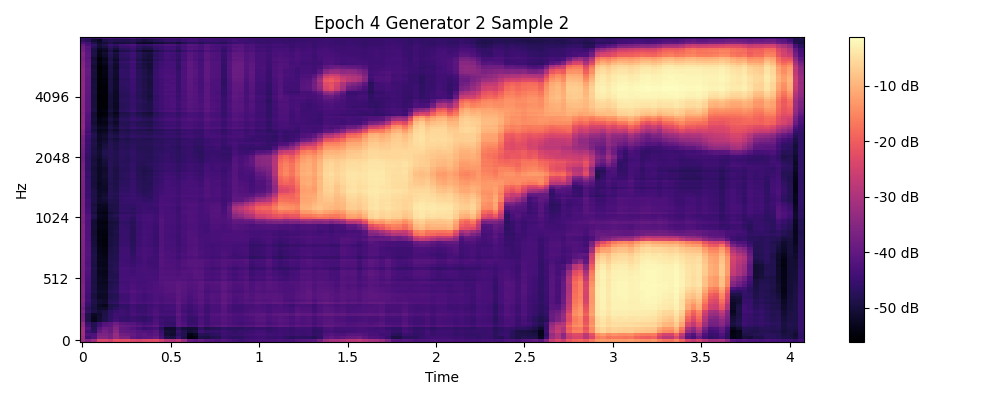 Epoch 4 Generator 2 Sample 2
Hz
4096
2048
1024
512
0
0 0.5 1 1.5 2 2.5 3 3.5 4
Time
-10 dB
-20 dB
-30 dB
-40 dB
-50 dB